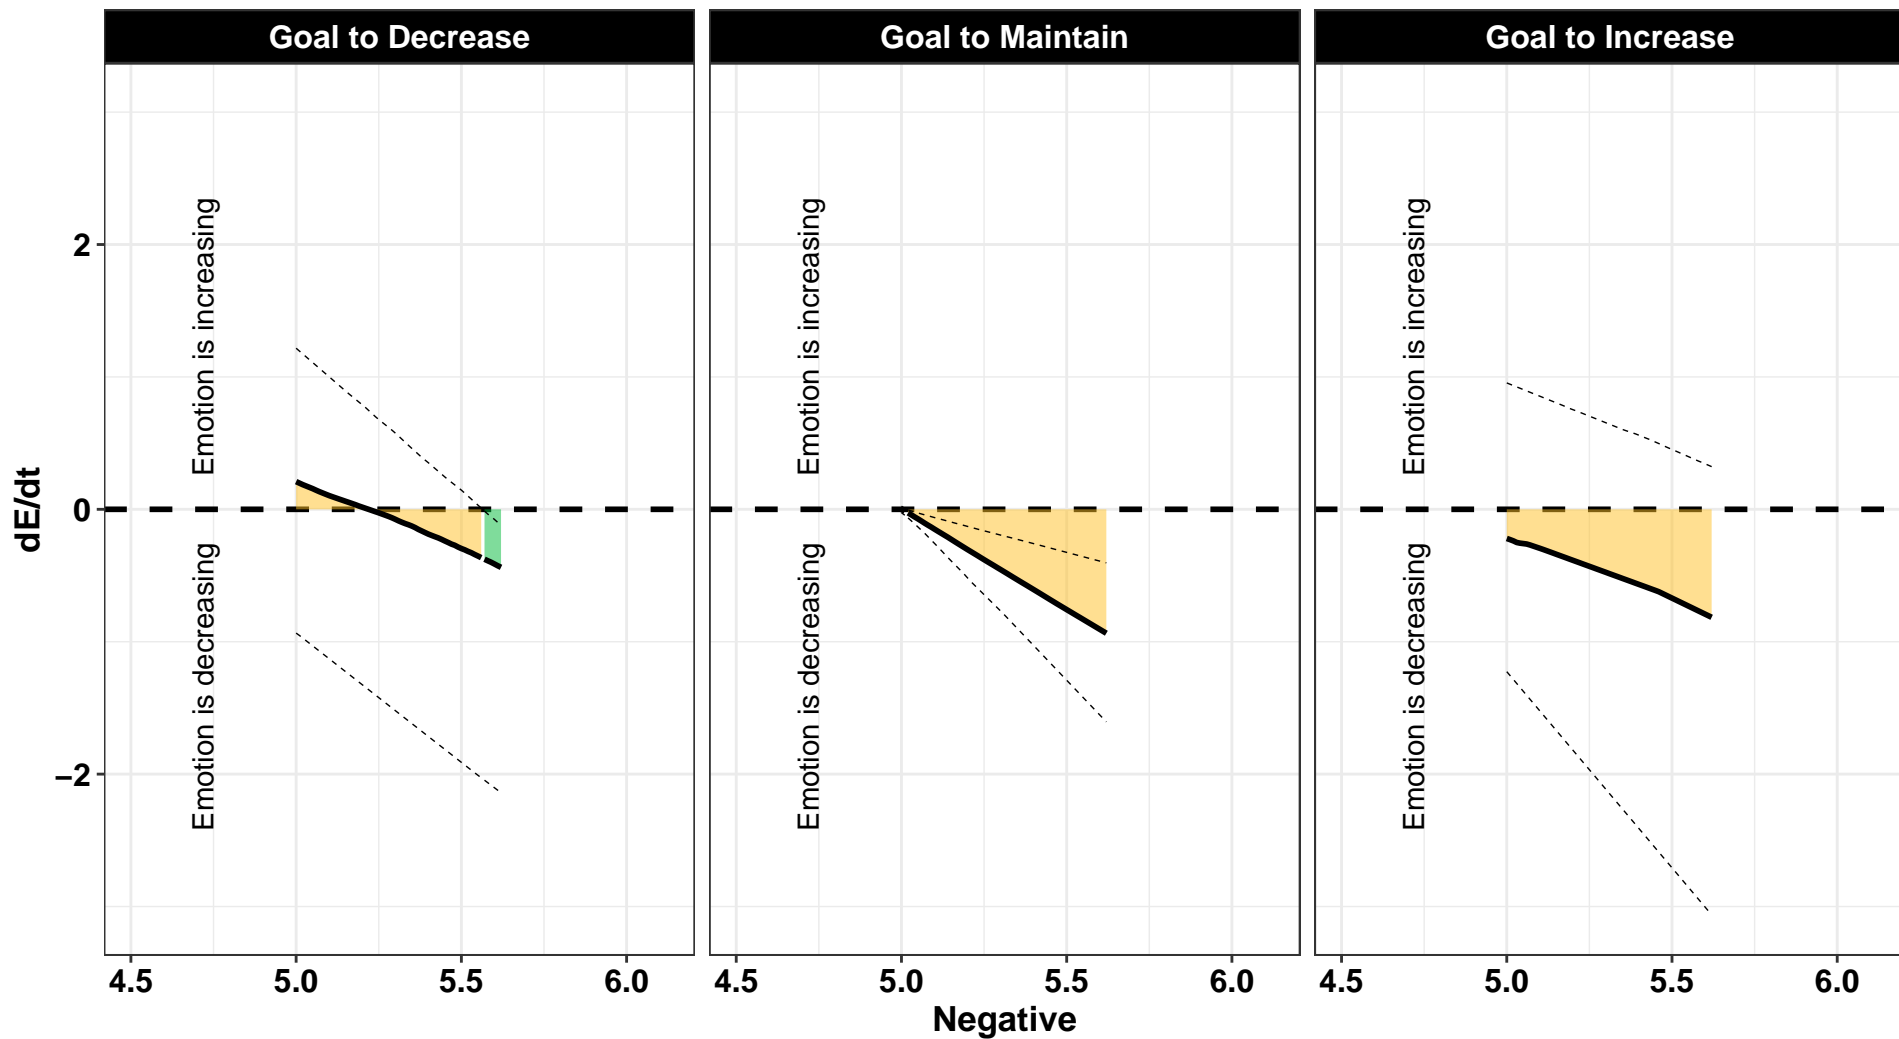 Goal to Decrease
Goal to Maintain
Goal to Increase
dE/dt
2
0
−2
Emotion is increasing
Emotion is decreasing
Emotion is increasing
Emotion is decreasing
Emotion is increasing
Emotion is decreasing
4.5 5.0 5.5 6.0
4.5 5.0 5.5 6.0
4.5 5.0 5.5 6.0
Negative